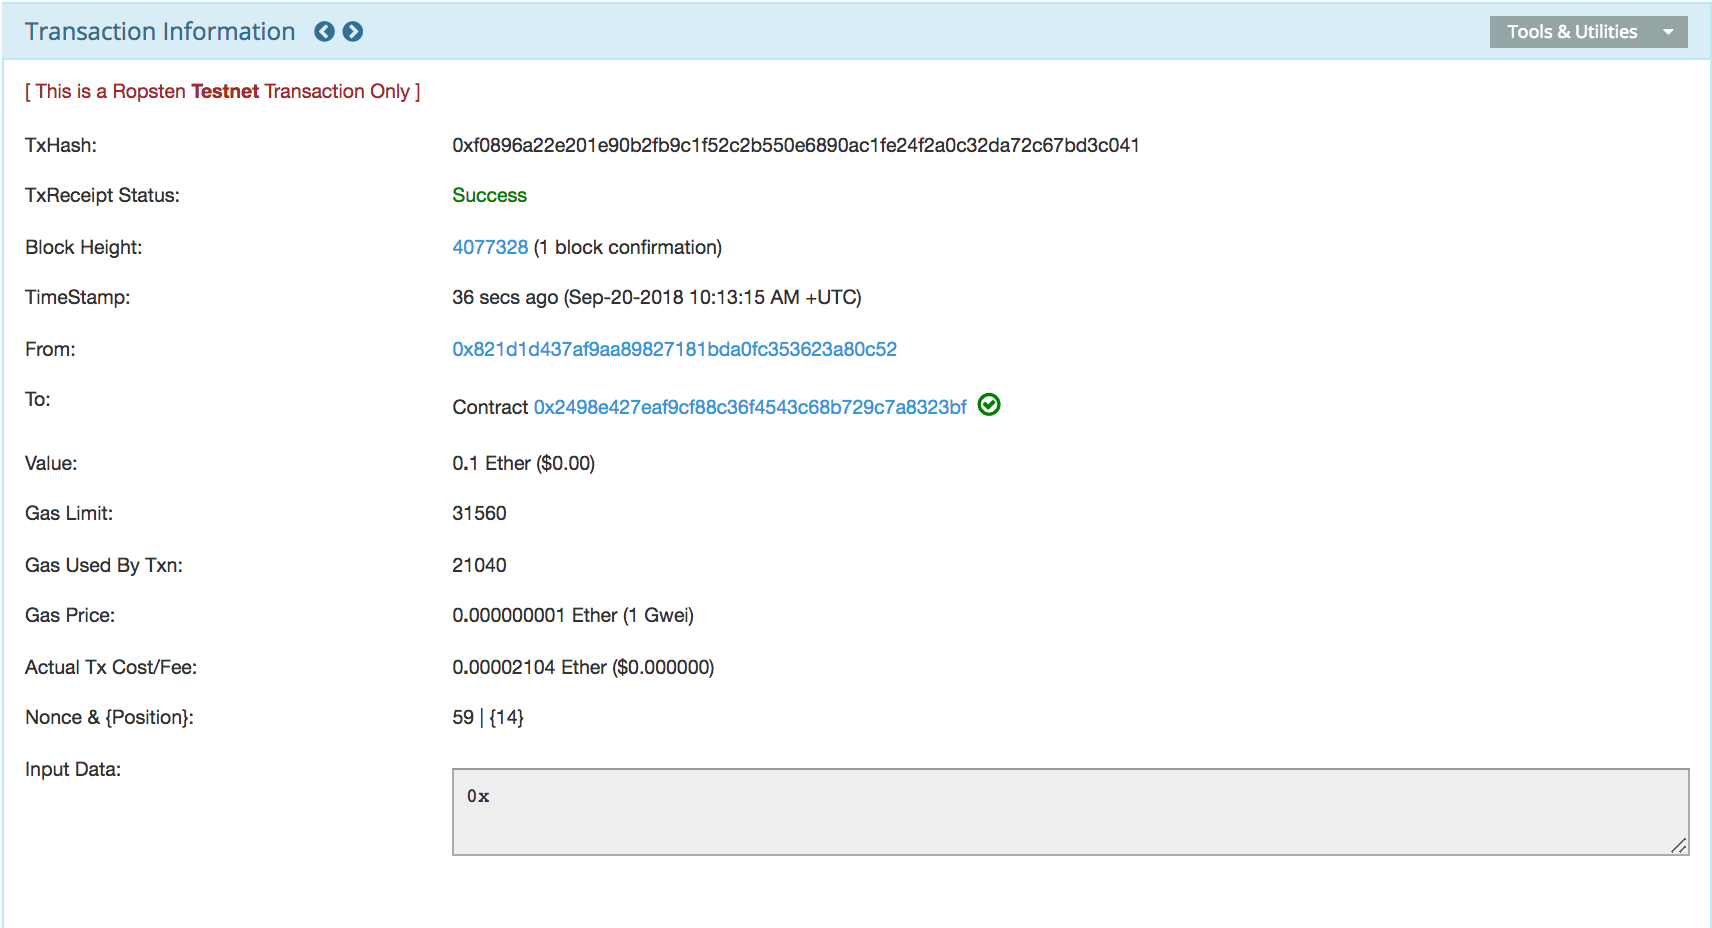 Transaction Information
Tools & Utilities
[ This is a Ropsten Testnet Transaction Only ]
TxHash: 0xf0896a22e201e90b2fb9c1f52c2b550e6890ac1fe24f2a0c32da72c67bd3c041
TxReceipt Status: Success
Block Height: 4077328 (1 block confirmation)
TimeStamp: 36 secs ago (Sep-20-2018 10:13:15 AM +UTC)
From: 0x821d1d437af9aa89827181bda0fc353623a80c52
To: Contract 0x2498e427eaf9cf88c36f4543c68b729c7a8323bf
Value: 0.1 Ether ($0.00)
Gas Limit: 31560
Gas Used By Txn: 21040
Gas Price: 0.000000001 Ether (1 Gwei)
Actual Tx Cost/Fee: 0.00002104 Ether ($0.000000)
Nonce & {Position}: 59 | {14}
Input Data:
0x